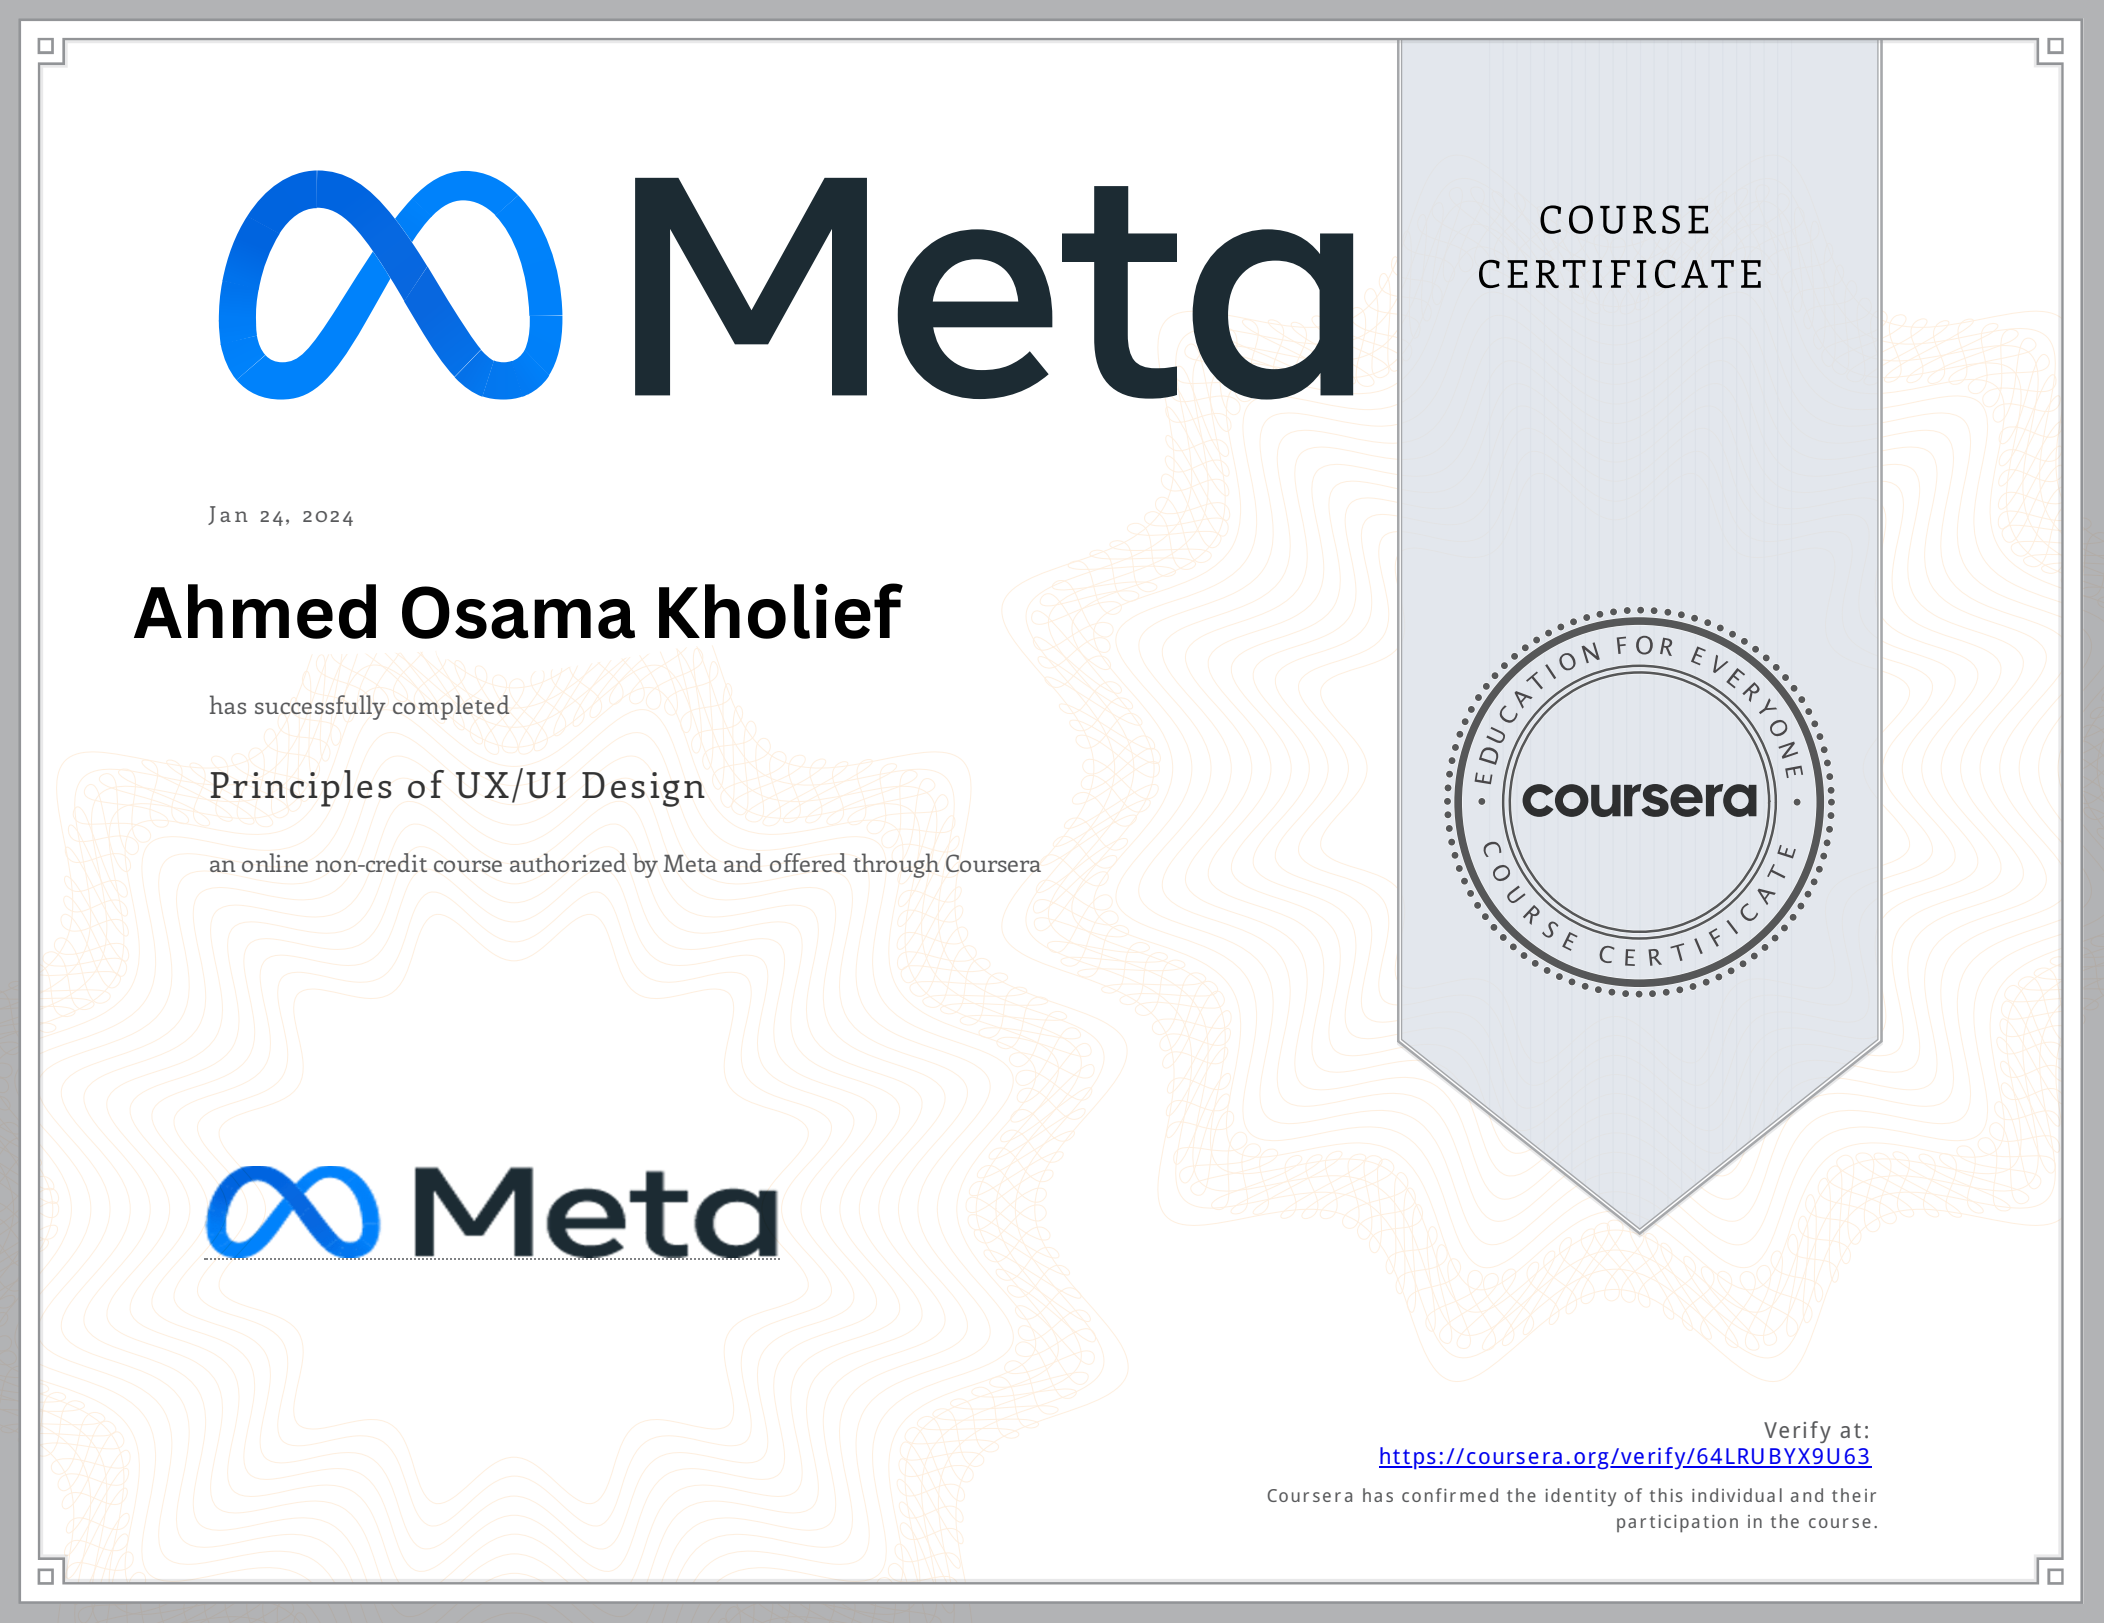 Meta
COURSE
CERTIFICATE
Jan 24, 2024
Ahmed Osama Kholief
has successfully completed
Principles of UX/UI Design
an online non-credit course authorized by Meta and offered through Coursera
EDUCATION FOR EVERYONE
coursera
COURSE CERTIFICATE
Meta
Verify at:
https://coursera.org/verify/64LRUBYX9U63
Coursera has confirmed the identity of this individual and their
participation in the course.